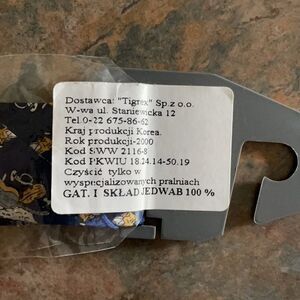 Dostawca: "Tigrex" Sp.z o.o.
W-wa ul. Staniewicka 12
Tel.0-22 675-86-62
Kraj produkcji Korea.
Rok produkcji-2000
Kod SWW 2116-8
Kod PKWIU 18.24.14-50.19
Czyścić tylko w
wyspecjalizowanych pralniach
GAT. I SKŁAD JEDWAB 100 %